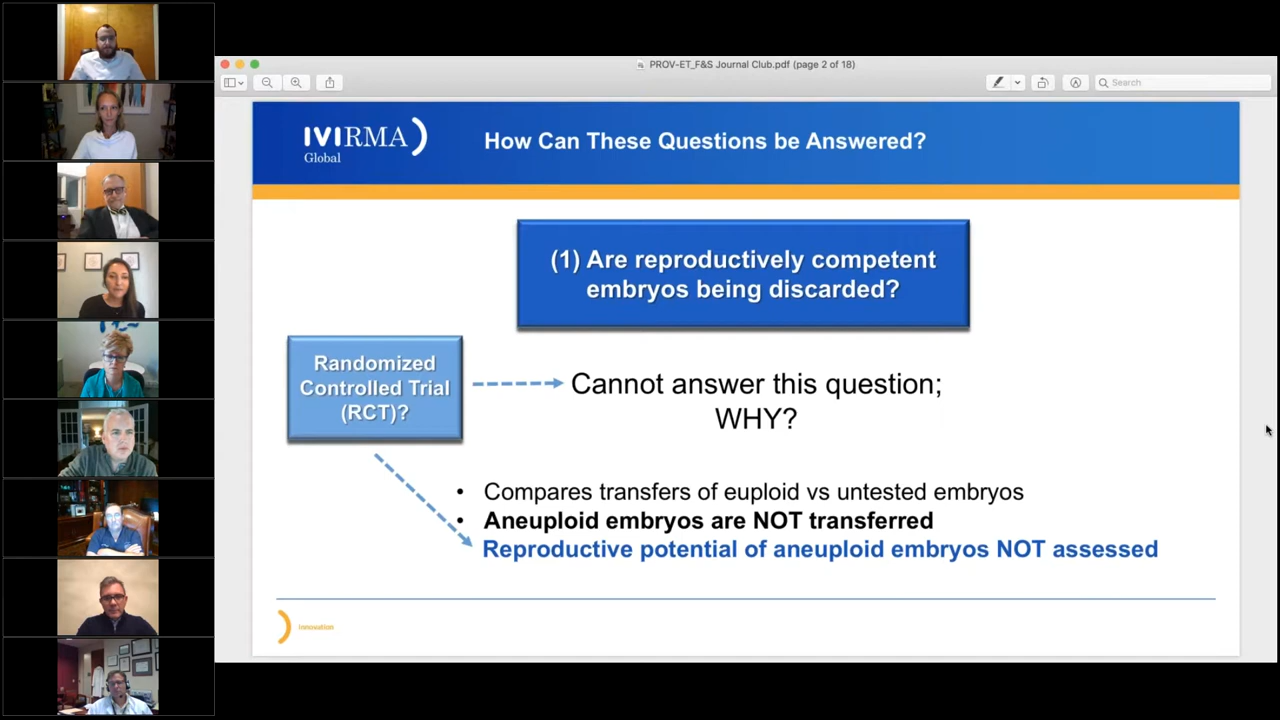 PROV-ET_F&S Journal Club.pdf (page 2 of 18)
Search
IVIRMA
Global
How Can These Questions be Answered?
(1) Are reproductively competent
embryos being discarded?
Randomized
Controlled Trial
(RCT)?
Cannot answer this question;
WHY?
• Compares transfers of euploid vs untested embryos
• Aneuploid embryos are NOT transferred
Reproductive potential of aneuploid embryos NOT assessed
innovation